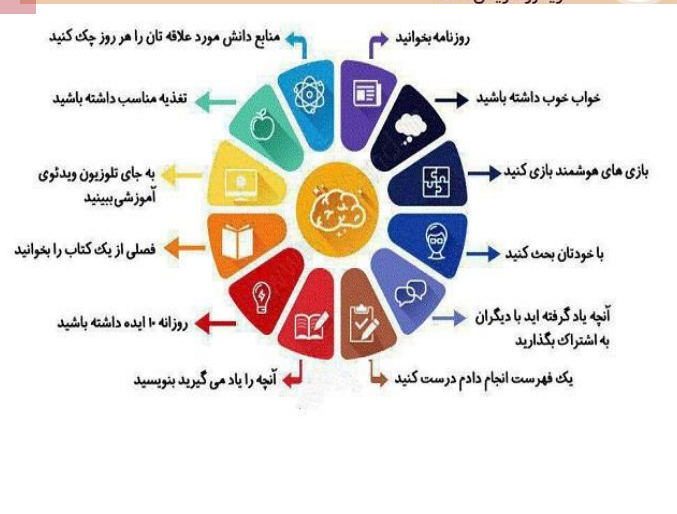 روزنامه بخوانید
خواب خوب داشته باشید
بازی های هوشمند بازی کنید
با خودتان بحث کنید
آنچه یاد گرفته اید با دیگران
به اشتراک بگذارید
یک فهرست انجام دادم درست کنید
آنچه را یاد می گیرید بنویسید
روزانه ۱۰ ایده داشته باشید
فصلی از یک کتاب را بخوانید
به جای تلوزیون ویدئوی
آموزشی ببینید
تغذیه مناسب داشته باشید
منابع دانش مورد علاقه تان را هر روز چک کنید